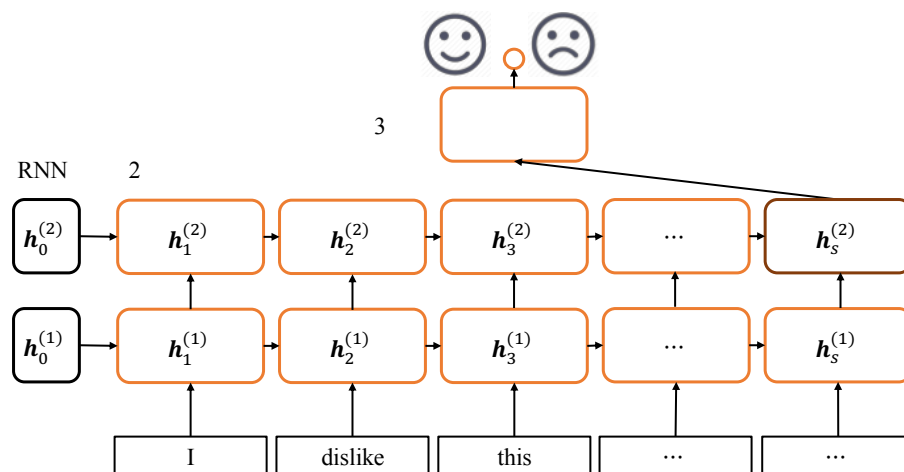 3
RNN 2
h_0^(2) h_1^(2) h_2^(2) h_3^(2) ... h_s^(2)
h_0^(1) h_1^(1) h_2^(1) h_3^(1) ... h_s^(1)
I dislike this ... ...